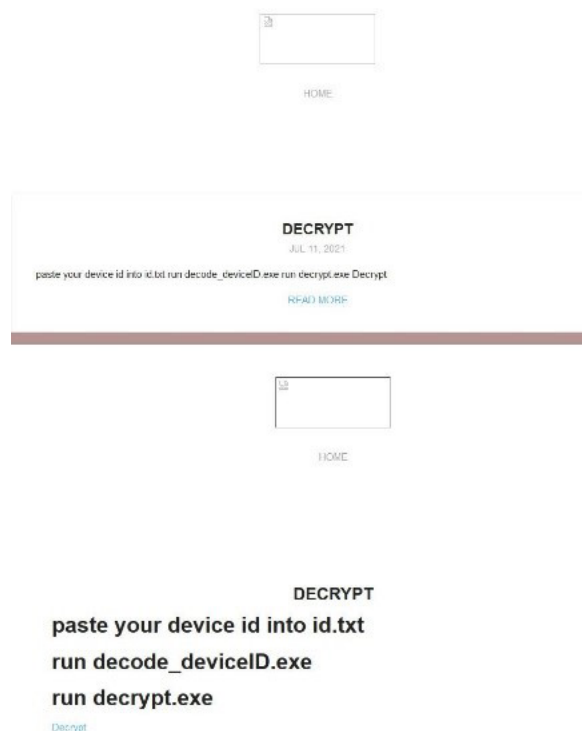 HOME
DECRYPT
JUL 11, 2021
paste your device id into id.txt run decode_deviceID.exe run decrypt.exe Decrypt
READ MORE
HOME
DECRYPT
paste your device id into id.txt
run decode_deviceID.exe
run decrypt.exe
Decrypt